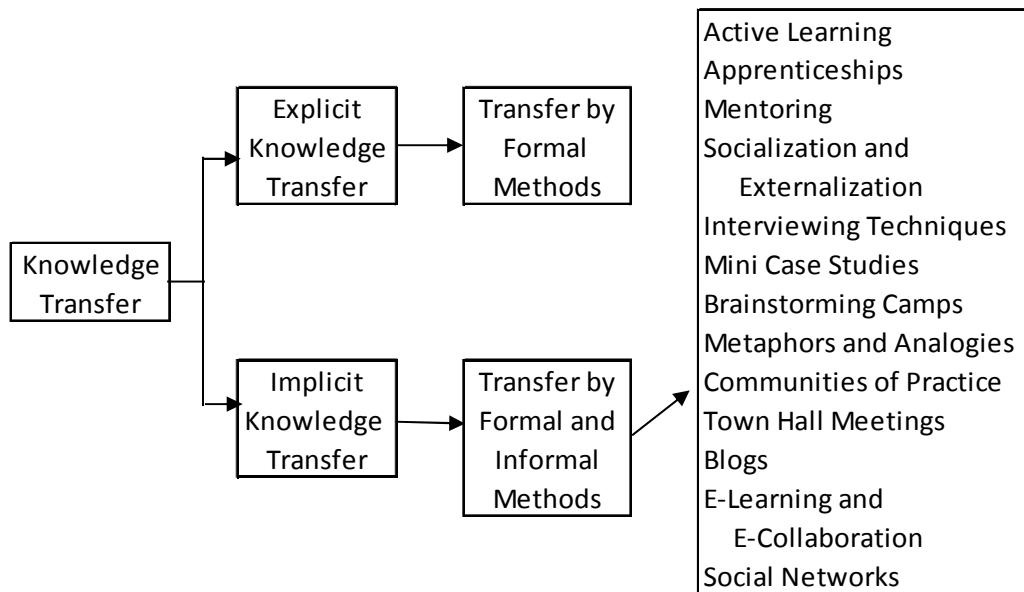 Knowledge
Transfer
Explicit
Knowledge
Transfer
Transfer by
Formal
Methods
Implicit
Knowledge
Transfer
Transfer by
Formal and
Informal
Methods
Active Learning
Apprenticeships
Mentoring
Socialization and
Externalization
Interviewing Techniques
Mini Case Studies
Brainstorming Camps
Metaphors and Analogies
Communities of Practice
Town Hall Meetings
Blogs
E-Learning and
E-Collaboration
Social Networks